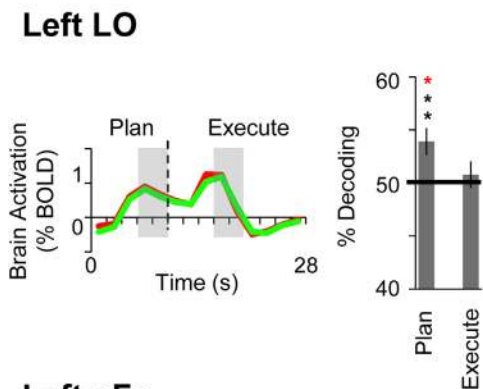 Left LO
Plan
Execute
Brain Activation
(% BOLD)
1
0
0
28
Time (s)
% Decoding
60
50
40
*
*
*
Plan
Execute